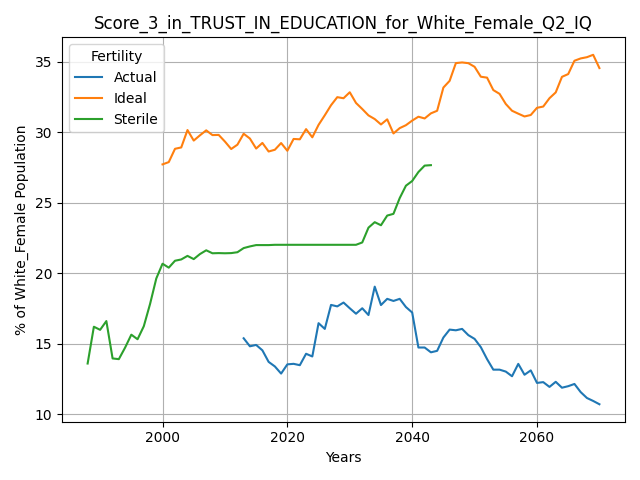 Score_3_in_TRUST_IN_EDUCATION_for_White_Female_Q2_IQ
Fertility
Actual
Ideal
Sterile
% of White_Female Population
35
30
25
20
15
10
2000
2020
2040
2060
Years